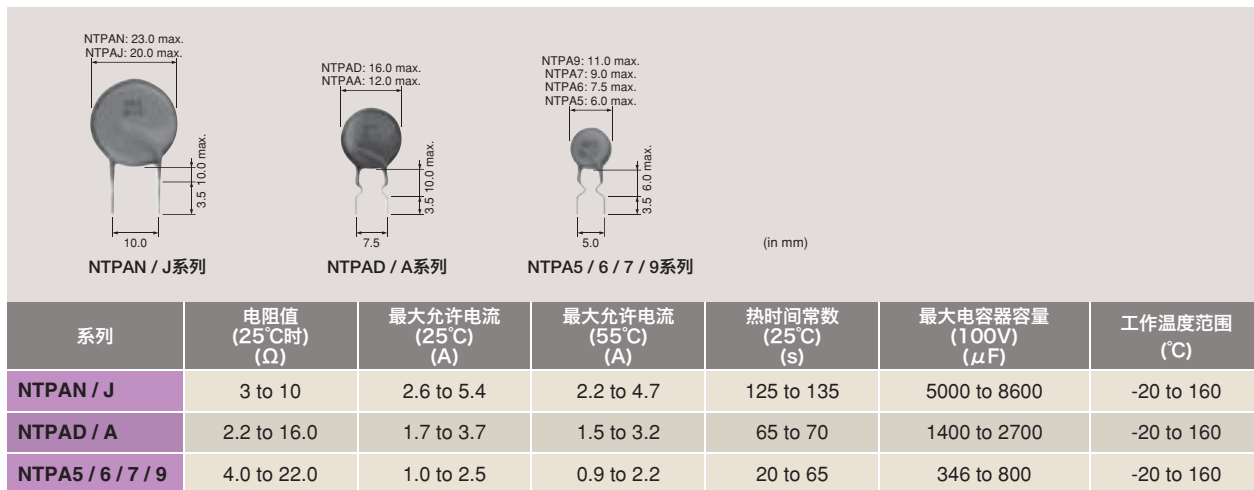 NTPAN: 23.0 max.
NTPAJ: 20.0 max.
10.0 max.
3.5
10.0
NTPAN / J系列
NTPAD: 16.0 max.
NTPAA: 12.0 max.
10.0 max.
3.5
7.5
NTPAD / A系列
NTPA9: 11.0 max.
NTPA7: 9.0 max.
NTPA6: 7.5 max.
NTPA5: 6.0 max.
6.0 max.
3.5
5.0
NTPA5 / 6 / 7 / 9系列
(in mm)
系列 电阻值 (25℃时) (Ω) 最大允许电流 (25℃) (A) 最大允许电流 (55℃) (A) 热时间常数 (25℃) (s) 最大电容器容量 (100V) (μF) 工作温度范围 (℃)
NTPAN / J 3 to 10 2.6 to 5.4 2.2 to 4.7 125 to 135 5000 to 8600 -20 to 160
NTPAD / A 2.2 to 16.0 1.7 to 3.7 1.5 to 3.2 65 to 70 1400 to 2700 -20 to 160
NTPA5 / 6 / 7 / 9 4.0 to 22.0 1.0 to 2.5 0.9 to 2.2 20 to 65 346 to 800 -20 to 160